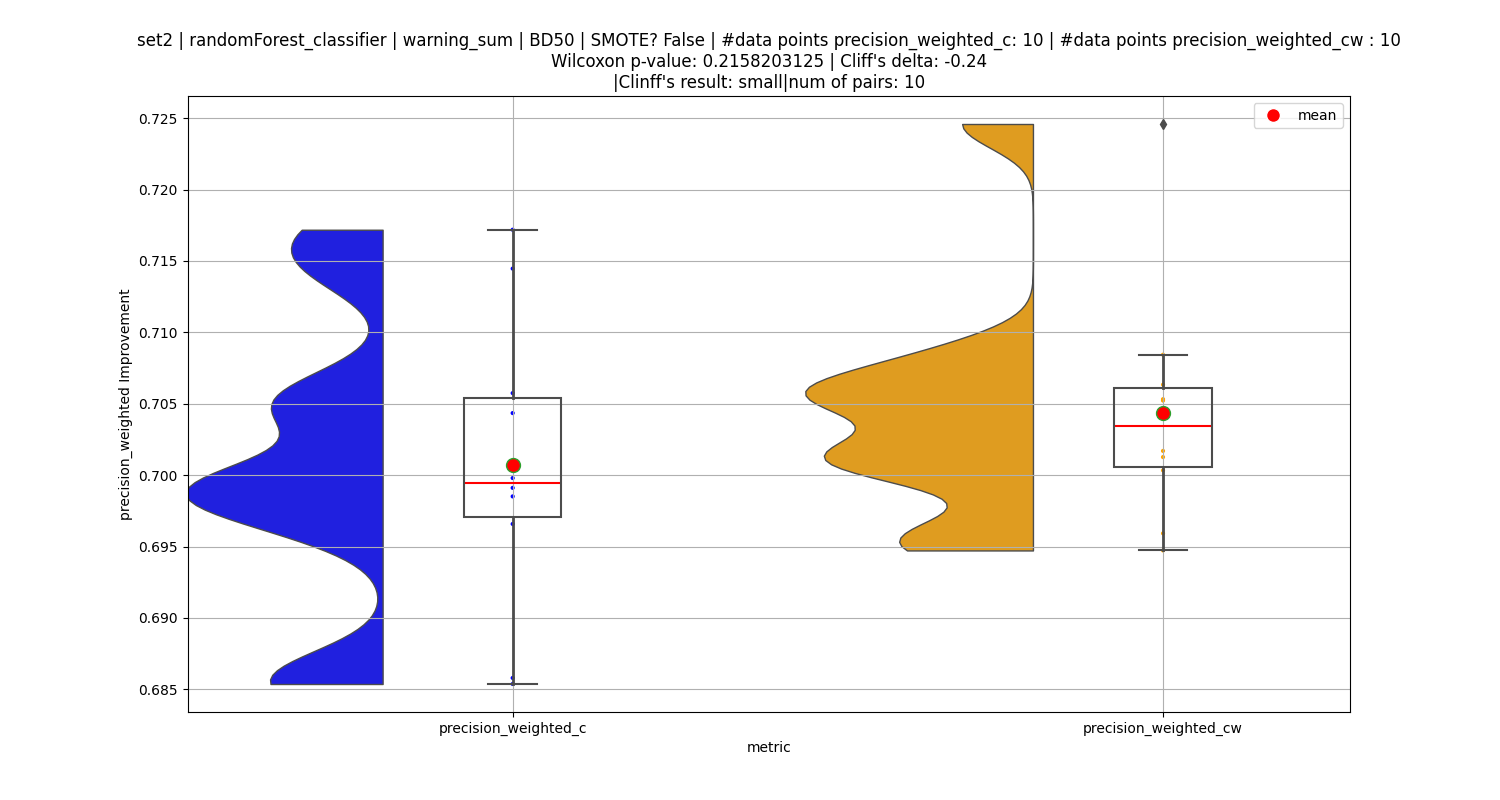 set2 | randomForest_classifier | warning_sum | BD50 | SMOTE? False | #data points precision_weighted_c: 10 | #data points precision_weighted_cw : 10
Wilcoxon p-value: 0.2158203125 | Cliff's delta: -0.24
|Clinff's result: small|num of pairs: 10
mean
0.725
0.720
0.715
0.710
0.705
0.700
0.695
0.690
0.685
precision_weighted Improvement
precision_weighted_c
precision_weighted_cw
metric